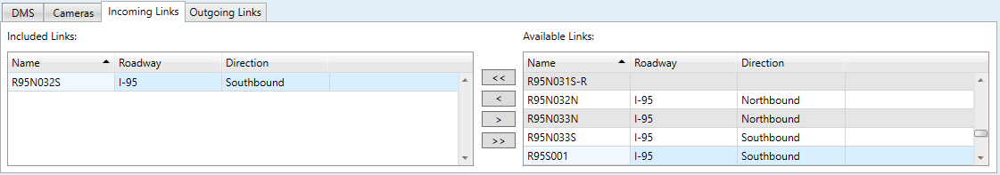 DMS Cameras Incoming Links Outgoing Links
Included Links:
Name Roadway Direction
R95N032S I-95 Southbound
<<
<
>
>>
Available Links:
Name Roadway Direction
R95N031S-R
R95N032N I-95 Northbound
R95N033N I-95 Northbound
R95N033S I-95 Southbound
R95S001 I-95 Southbound